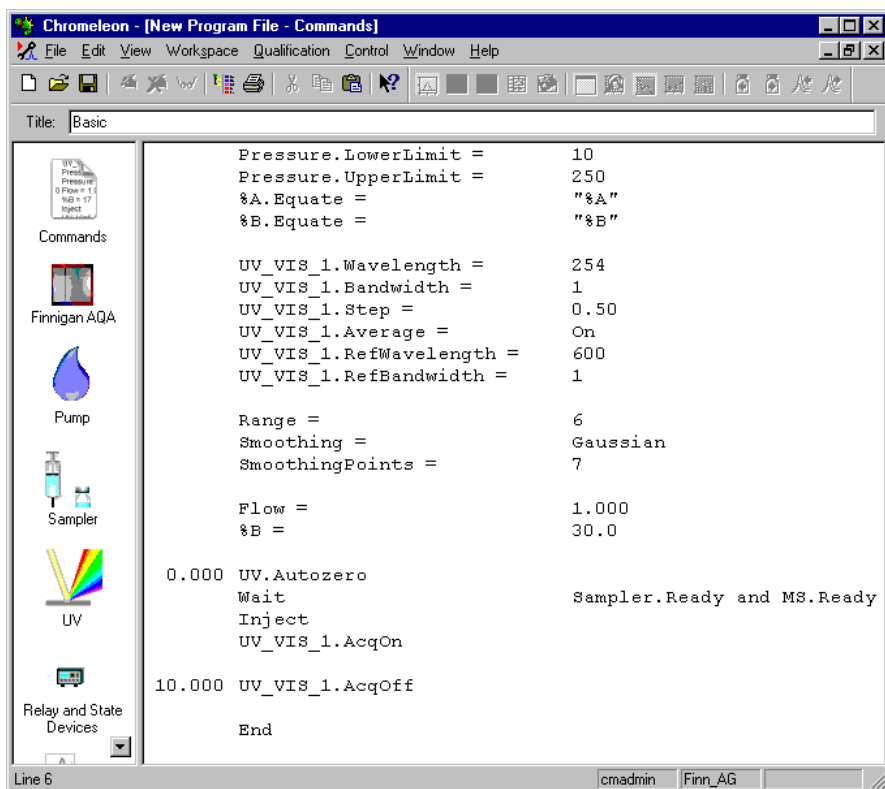 Chromeleon - [New Program File - Commands]
File Edit View Workspace Qualification Control Window Help
Title: Basic
Commands
Finnigan AQA
Pump
Sampler
UV
Relay and State
Devices
Pressure.LowerLimit = 10
Pressure.UpperLimit = 250
%A.Equate = "%A"
%B.Equate = "%B"
UV_VIS_1.Wavelength = 254
UV_VIS_1.Bandwidth = 1
UV_VIS_1.Step = 0.50
UV_VIS_1.Average = On
UV_VIS_1.RefWavelength = 600
UV_VIS_1.RefBandwidth = 1
Range = 6
Smoothing = Gaussian
SmoothingPoints = 7
Flow = 1.000
%B = 30.0
0.000 UV.Autozero
Wait Sampler.Ready and MS.Ready
Inject
UV_VIS_1.AcqOn
10.000 UV_VIS_1.AcqOff
End
Line 6
cmadmin Finn_AG